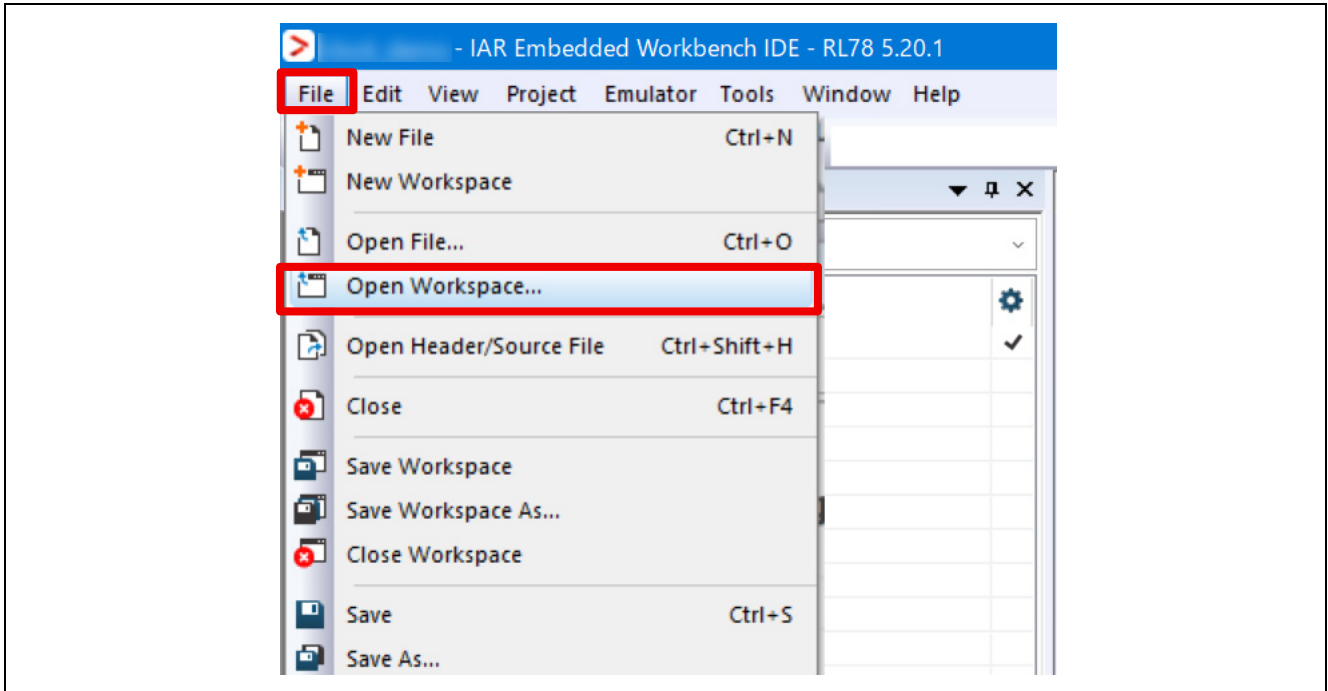 - IAR Embedded Workbench IDE - RL78 5.20.1
File Edit View Project Emulator Tools Window Help
New File Ctrl+N
New Workspace
Open File... Ctrl+O
Open Workspace...
Open Header/Source File Ctrl+Shift+H
Close Ctrl+F4
Save Workspace
Save Workspace As...
Close Workspace
Save Ctrl+S
Save As...